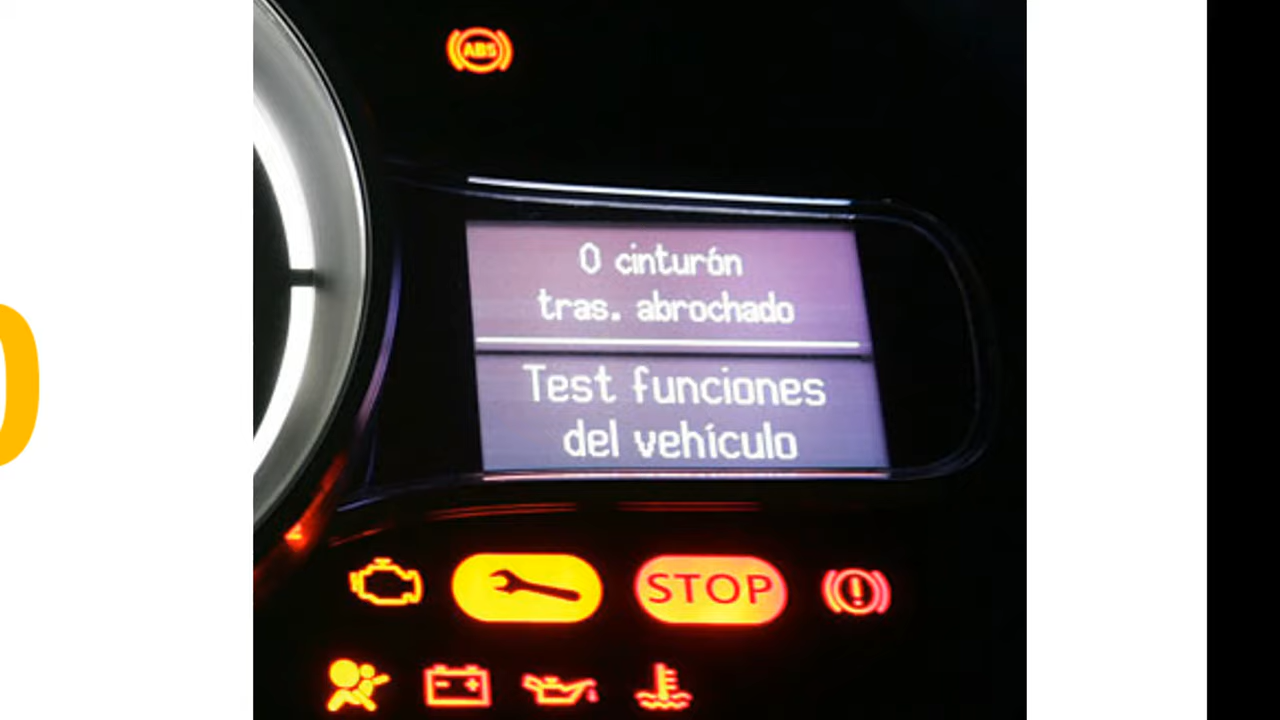 ABS
0 cinturón
tras. abrochado
Test funciones
del vehículo
STOP